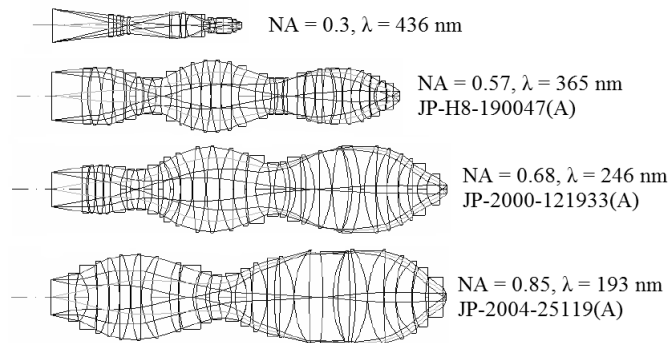 NA = 0.3, λ = 436 nm
NA = 0.57, λ = 365 nm
JP-H8-190047(A)
NA = 0.68, λ = 246 nm
JP-2000-121933(A)
NA = 0.85, λ = 193 nm
JP-2004-25119(A)